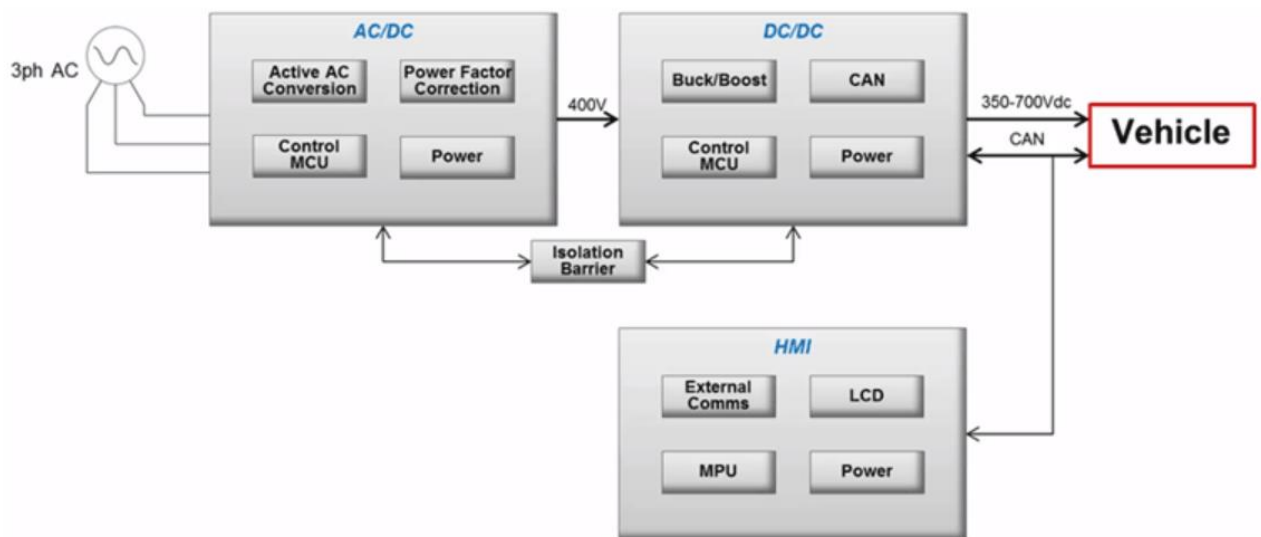 AC/DC
DC/DC
3ph AC
Active AC
Conversion
Power Factor
Correction
Buck/Boost
CAN
400V
350-700Vdc
Vehicle
CAN
Control
MCU
Power
Control
MCU
Power
Isolation
Barrier
HMI
External
Comms
LCD
MPU
Power